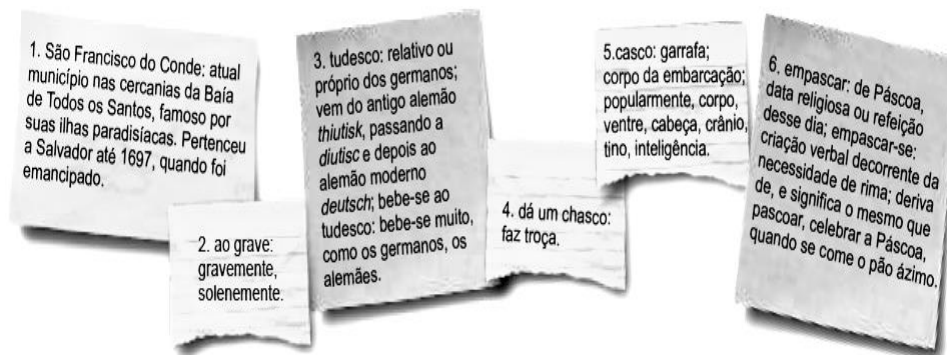 1. São Francisco do Conde: atual
município nas cercanias da Baía
de Todos os Santos, famoso por
suas ilhas paradisíacas. Pertenceu
a Salvador até 1697, quando foi
emancipado.
2. ao grave:
gravemente,
solenemente.
3. tudesco: relativo ou
próprio dos germanos;
vem do antigo alemão
thiutisk, passando a
diutisc e depois ao
alemão moderno
deutsch; bebe-se ao
tudesco: bebe-se muito,
como os germanos, os
alemães.
4. dá um chasco:
faz troça.
5.casco: garrafa;
corpo da embarcação;
popularmente, corpo,
ventre, cabeça, crânio,
tino, inteligência.
6. empascar: de Páscoa,
data religiosa ou refeição
desse dia; empascar-se:
criação verbal decorrente da
necessidade de rima; deriva
de, e significa o mesmo que
pascoar, celebrar a Páscoa,
quando se come o pão ázimo.